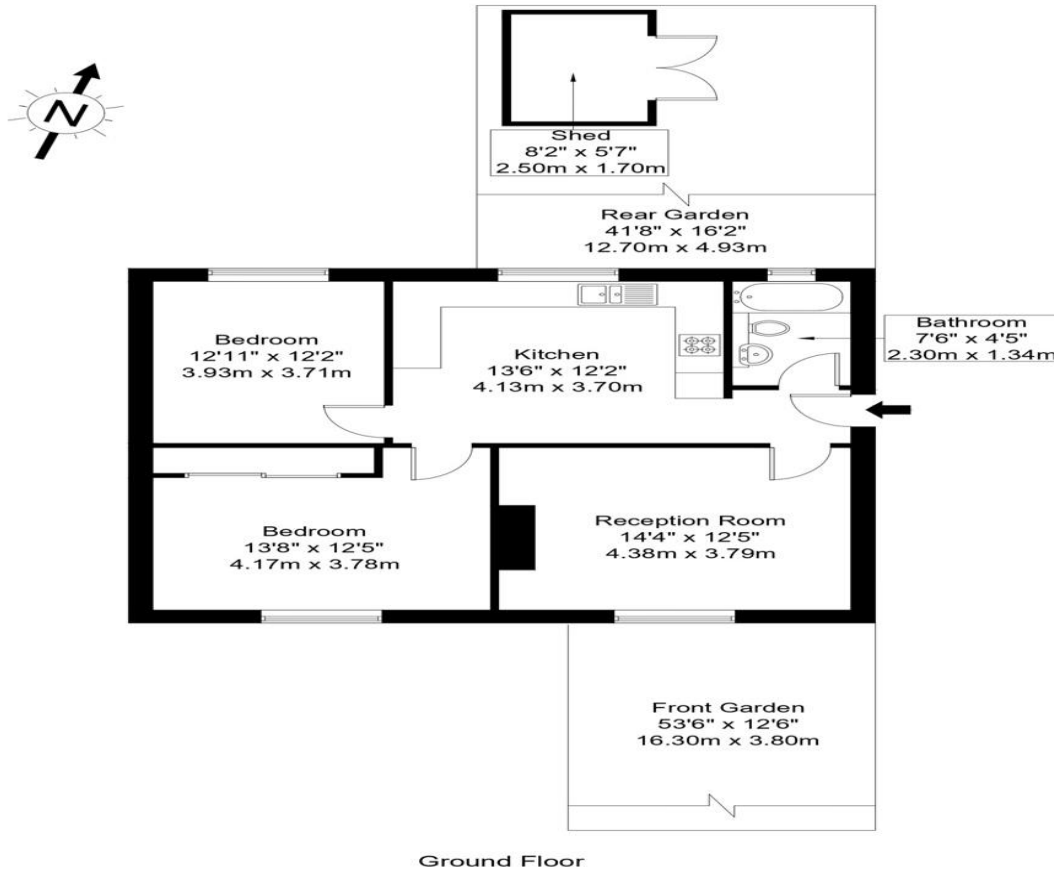 N
Shed
8'2" x 5'7"
2.50m x 1.70m
Rear Garden
41'8" x 16'2"
12.70m x 4.93m
Bedroom
12'11" x 12'2"
3.93m x 3.71m
Kitchen
13'6" x 12'2"
4.13m x 3.70m
Bathroom
7'6" x 4'5"
2.30m x 1.34m
Bedroom
13'8" x 12'5"
4.17m x 3.78m
Reception Room
14'4" x 12'5"
4.38m x 3.79m
Front Garden
53'6" x 12'6"
16.30m x 3.80m
Ground Floor